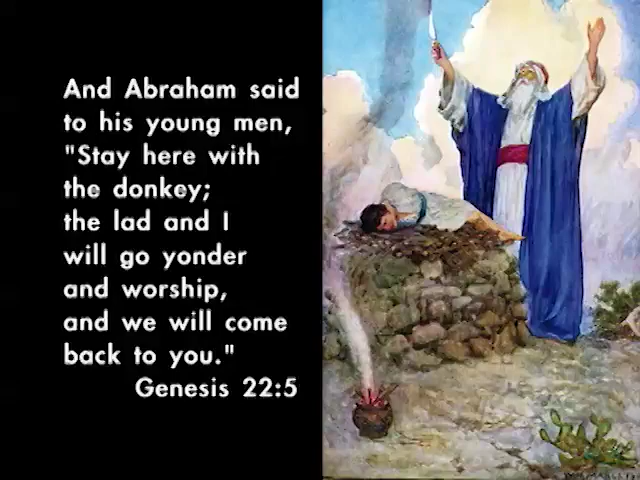 And Abraham said
to his young men,
"Stay here with
the donkey;
the lad and I
will go yonder
and worship,
and we will come
back to you."
Genesis 22:5